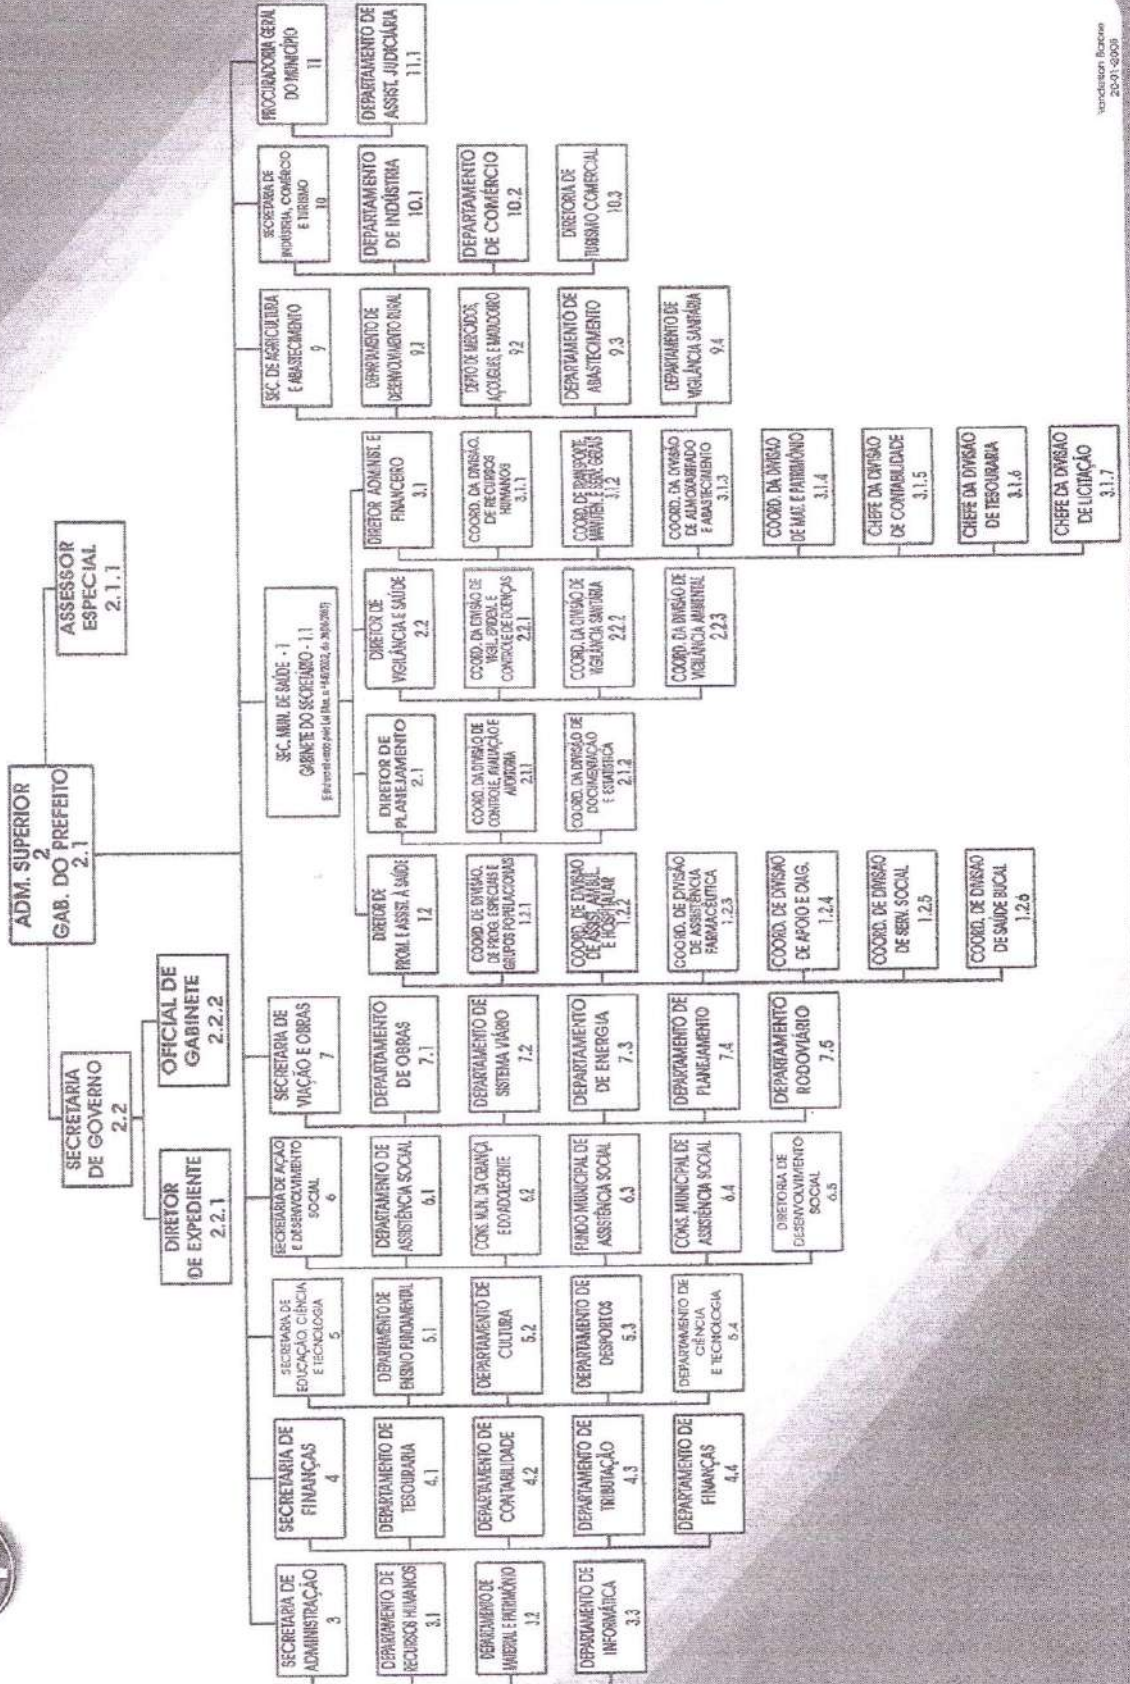 ADM. SUPERIOR
2
GAB. DO PREFEITO
2.1
ASSESSOR
ESPECIAL
2.1.1
SECRETARIA
DE GOVERNO
2.2
DIRETOR
DE EXPEDIENTE
2.2.1
OFICIAL DE
GABINETE
2.2.2
SECRETARIA DE
ADMINISTRAÇÃO
3
DEPARTAMENTO. DE
RECURSOS HUMANOS
3.1
DEPARTAMENTO DE
MATERIAL E PATRIMÔNIO
3.2
DEPARTAMENTO DE
INFORMÁTICA
3.3
SECRETARIA DE
FINANÇAS
4
DEPARTAMENTO DE
TESOURARIA
4.1
DEPARTAMENTO DE
CONTABILIDADE
4.2
DEPARTAMENTO DE
TRIBUTAÇÃO
4.3
DEPARTAMENTO DE
FINANÇAS
4.4
SECRETARIA DE
EDUCAÇÃO, CIÊNCIA
E TECNOLOGIA
5
DEPARTAMENTO DE
ENSINO FUNDAMENTAL
5.1
DEPARTAMENTO DE
CULTURA
5.2
DEPARTAMENTO DE
DESPORTOS
5.3
DEPARTAMENTO DE
CIÊNCIA
E TECNOLOGIA
5.4
SECRETARIA DE AÇÃO
E DESENVOLVIMENTO
SOCIAL
6
DEPARTAMENTO DE
ASSISTÊNCIA SOCIAL
6.1
CONS. MUN. DA CRIANÇA
E DO ADOLECENTE
6.2
FUNDO MUNICIPAL DE
ASSISTÊNCIA SOCIAL
6.3
CONS. MUNICIPAL DE
ASSISTÊNCIA SOCIAL
6.4
DIRETORIA DE
DESENVOLVIMENTO
SOCIAL
6.5
SECRETARIA DE
VIAÇÃO E OBRAS
7
DEPARTAMENTO
DE OBRAS
7.1
DEPARTAMENTO DE
SISTEMA VIÁRIO
7.2
DEPARTAMENTO
DE ENERGIA
7.3
DEPARTAMENTO DE
PLANEJAMENTO
7.4
DEPARTAMENTO
RODOVIÁRIO
7.5
SEC. MUN. DE SAÚDE - 1
GABINETE DO SECRETÁRIO - 1.1
DIRETOR DE
PROM. E ASSIST. À SAÚDE
1.2
COORD. DE DIVISÃO.
DE PROG. ESPECIAIS E
GRUPOS POPULACIONAIS
1.2.1
COORD. DE DIVISÃO
DE ASSIST. AMBUL.
E HOSPITALAR
1.2.2
COORD. DE DIVISÃO
DE ASSISTÊNCIA
FARMACÊUTICA
1.2.3
COORD. DE DIVISÃO
DE APOIO E DIAG.
1.2.4
COORD. DE DIVISÃO
DE SERV. SOCIAL
1.2.5
COORD. DE DIVISÃO
DE SAÚDE BUCAL
1.2.6
DIRETOR DE
PLANEJAMENTO
2.1
COORD. DA DIVISÃO DE
CONTROLE, AVALIAÇÃO E
AUDITORIA
2.1.1
COORD. DA DIVISÃO DE
DOCUMENTAÇÃO
E ESTATÍSTICA
2.1.2
DIRETOR DE
VIGILÂNCIA E SAÚDE
2.2
COORD. DA DIVISÃO DE
VIGIL. EPIDEM. E
CONTROLE DE DOENÇAS
2.2.1
COORD. DA DIVISÃO DE
VIGILÂNCIA SANITÁRIA
2.2.2
COORD. DA DIVISÃO DE
VIGILÂNCIA AMBIENTAL
2.2.3
DIRETOR ADMINIST. E
FINANCEIRO
3.1
COORD. DA DIVISÃO.
DE RECURSOS
HUMANOS
3.1.1
COORD. DE TRANSPORTE,
MANUTEN. E SERV. GERAIS
3.1.2
COORD. DA DIVISÃO
DE ALMOXARIFADO
E ABASTECIMENTO
3.1.3
COORD. DA DIVISÃO
DE MAT. E PATRIMÔNIO
3.1.4
CHEFE DA DIVISÃO
DE CONTABILIDADE
3.1.5
CHEFE DA DIVISÃO
DE TESOURARIA
3.1.6
CHEFE DA DIVISÃO
DE LICITAÇÃO
3.1.7
SEC. DE AGRICULTURA
E ABASTECIMENTO
9
DEPARTAMENTO DE
DESENVOLVIMENTO RURAL
9.1
DEPTO DE MERCADOS,
AÇOUGUES, E MATADOURO
9.2
DEPARTAMENTO DE
ABASTECIMENTO
9.3
DEPARTAMENTO DE
VIGILÂNCIA SANITÁRIA
9.4
SECRETARIA DE
INDÚSTRIA, COMÉRCIO
E TURISMO
10
DEPARTAMENTO
DE INDÚSTRIA
10.1
DEPARTAMENTO
DE COMÉRCIO
10.2
DIRETORIA DE
TURISMO COMERCIAL
10.3
PROCURADORIA GERAL
DO MUNICÍPIO
11
DEPARTAMENTO DE
ASSIST. JUDICIÁRIA
11.1
20-01-2005